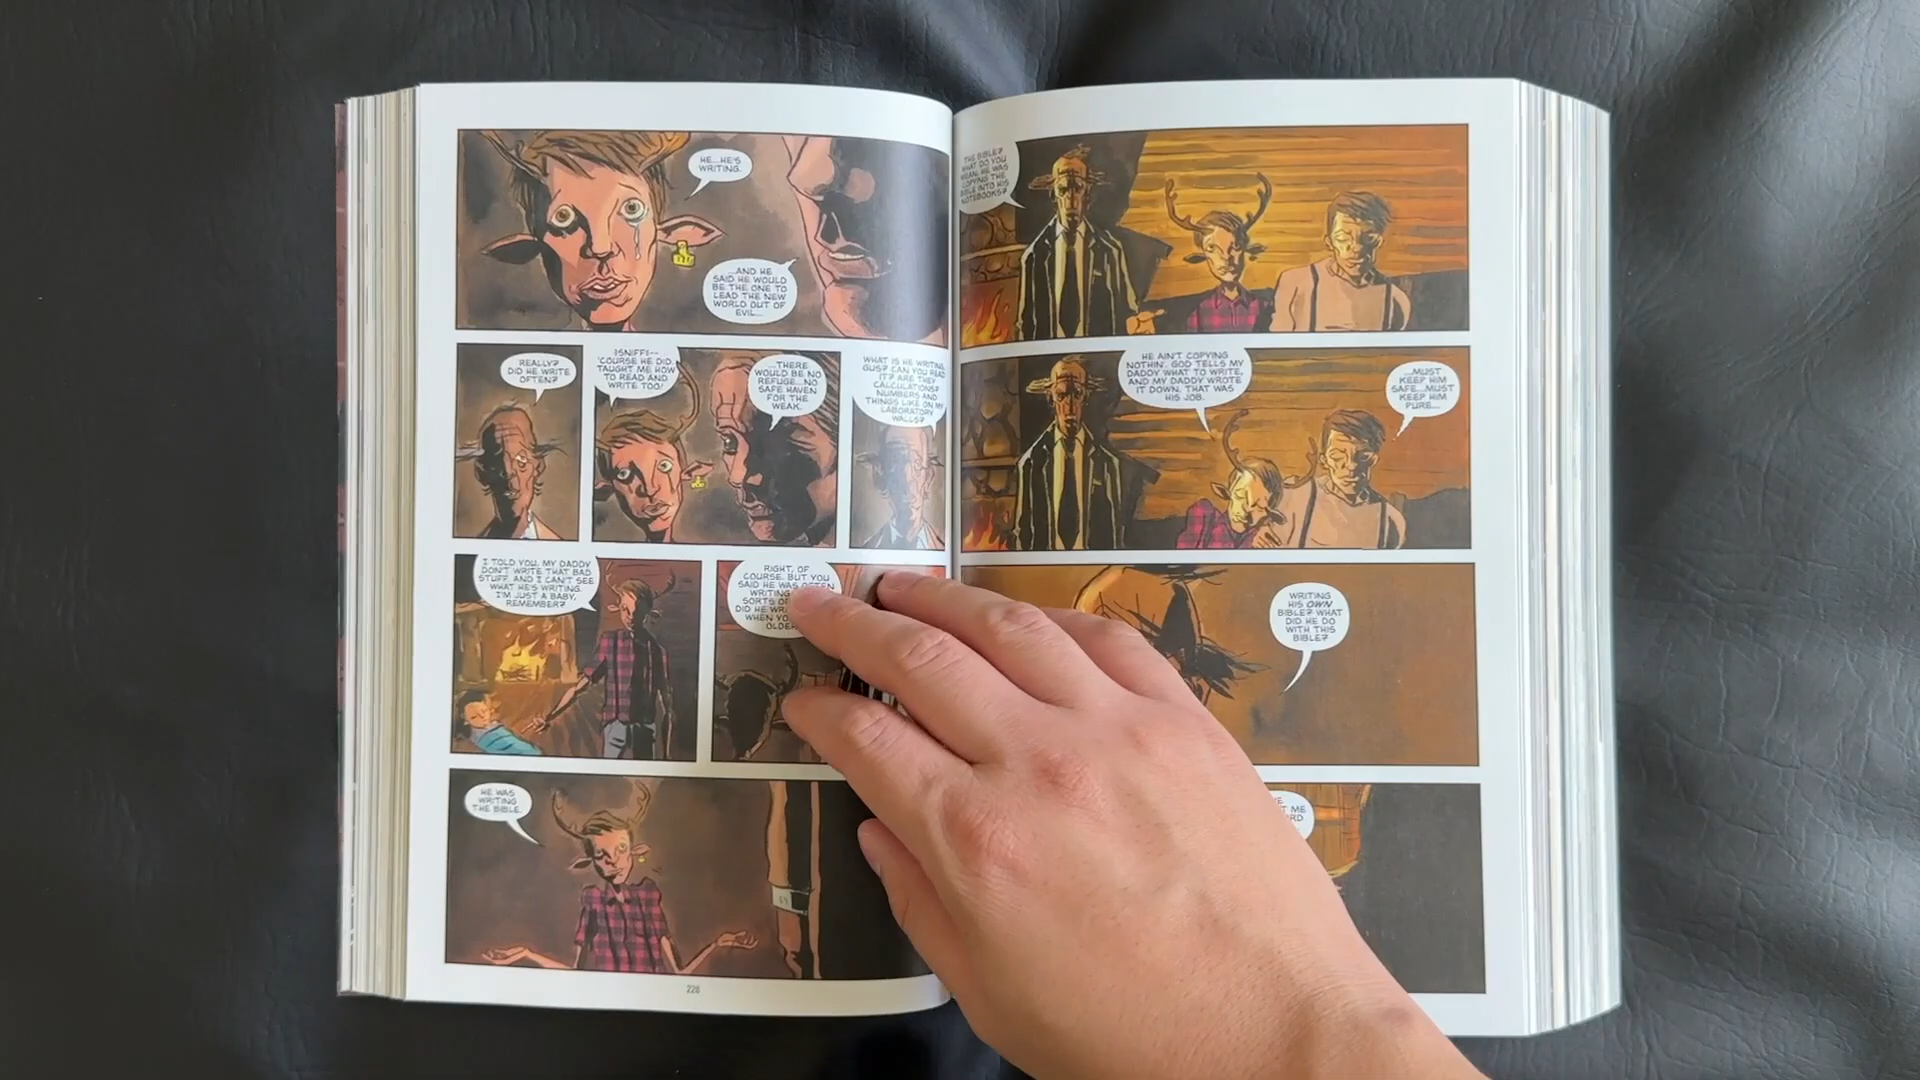 HE...HE'S
WRITING.
...AND HE
SAID HE WOULD
BE THE ONE TO
LEAD THE NEW
WORLD OUT OF
EVIL...
REALLY?
DID HE WRITE
OFTEN?
:SNIFF:--
'COURSE HE DID.
TAUGHT ME HOW
TO READ AND
WRITE TOO!
...THERE
WOULD BE NO
REFUGE...NO
SAFE HAVEN
FOR THE
WEAK.
WHAT IS HE WRITING,
GUS? CAN YOU READ
IT? ARE THEY
CALCULATIONS?
NUMBERS AND
THINGS LIKE ON MY
LABORATORY
WALLS?
I TOLD YOU, MY DADDY
DON'T WRITE THAT BAD
STUFF. AND I CAN'T SEE
WHAT HE'S WRITING.
I'M JUST A BABY,
REMEMBER?
RIGHT, OF
COURSE. BUT YOU
SAID HE WAS OFTEN
WRITING
SORTS
DID HE
WHEN
HE WAS
WRITING
THE BIBLE.
228
THE BIBLE?
WHAT DO YOU
MEAN, HE WAS
COPYING THE
BIBLE INTO HIS
NOTEBOOKS?
HE AIN'T COPYING
NOTHIN'. GOD TELLS MY
DADDY WHAT TO WRITE,
AND MY DADDY WROTE
IT DOWN. THAT WAS
HIS JOB.
...MUST
KEEP HIM
SAFE...MUST
KEEP HIM
PURE...
WRITING
HIS OWN
BIBLE? WHAT
DID HE DO
WITH THIS
BIBLE?
ME